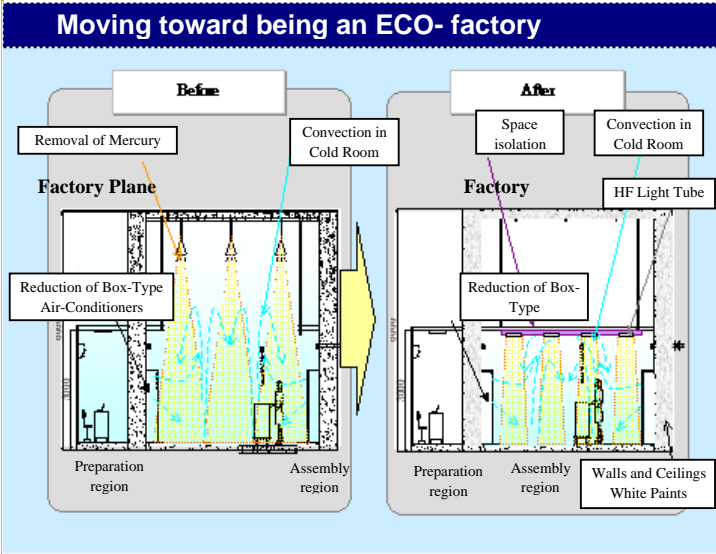 Moving toward being an ECO- factory
Before
Removal of Mercury
Convection in
Cold Room
Factory Plane
Reduction of Box-Type
Air-Conditioners
Preparation
region
Assembly
region
After
Space
isolation
Convection in
Cold Room
HF Light Tube
Factory
Reduction of Box-
Type
Preparation
region
Assembly
region
Walls and Ceilings
White Paints